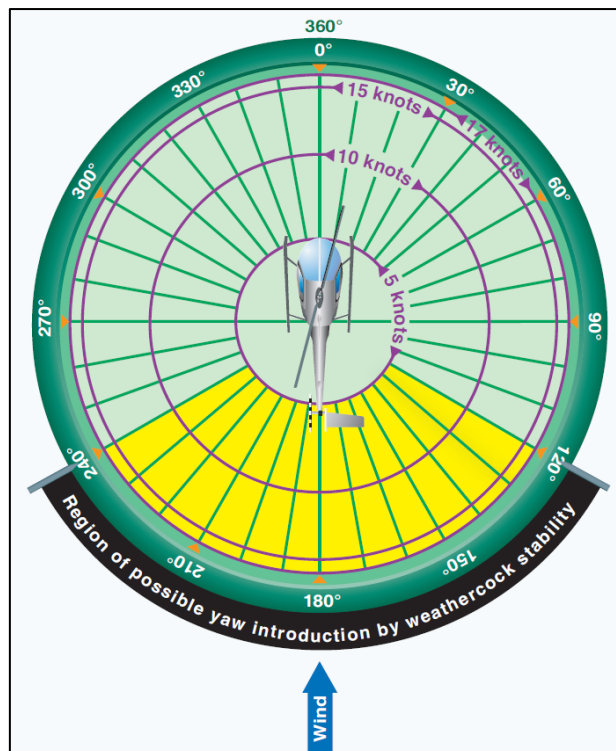 360°
0°
330°
30°
15 knots
17 knots
10 knots
300°
60°
5 knots
270°
90°
240°
120°
210°
150°
180°
Region of possible yaw introduction by weathercock stability
Wind